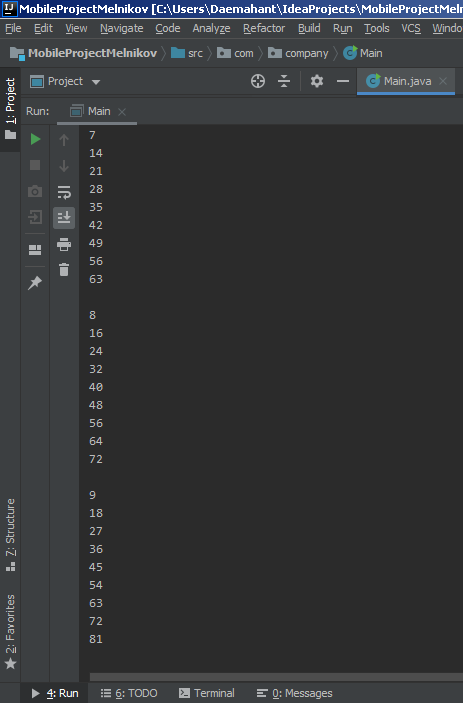 MobileProjectMelnikov [C:\Users\Daemahant\IdeaProjects\MobileProjectMeln
File Edit View Navigate Code Analyze Refactor Build Run Tools VCS Windo
MobileProjectMelnikov src com company Main
1: Project
Project
Main.java
Run: Main
7
14
21
28
35
42
49
56
63
8
16
24
32
40
48
56
64
72
9
18
27
36
45
54
63
72
81
7: Structure
2: Favorites
4: Run 6: TODO Terminal 0: Messages